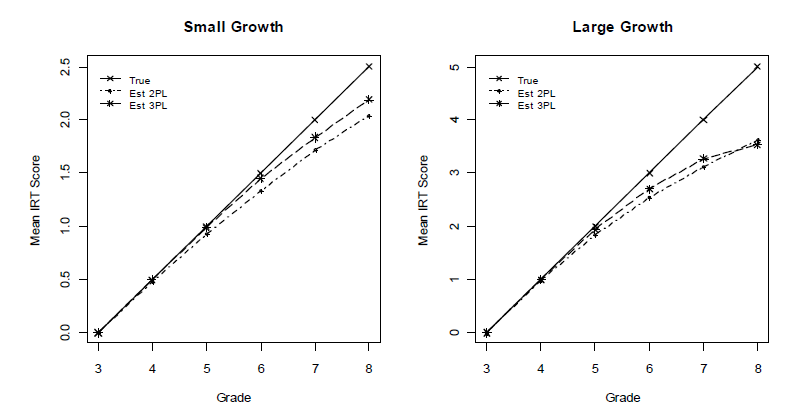 Small Growth
True
Est 2PL
Est 3PL
2.5
2.0
1.5
1.0
0.5
0.0
Mean IRT Score
3 4 5 6 7 8
Grade
Large Growth
True
Est 2PL
Est 3PL
5
4
3
2
1
0
Mean IRT Score
3 4 5 6 7 8
Grade